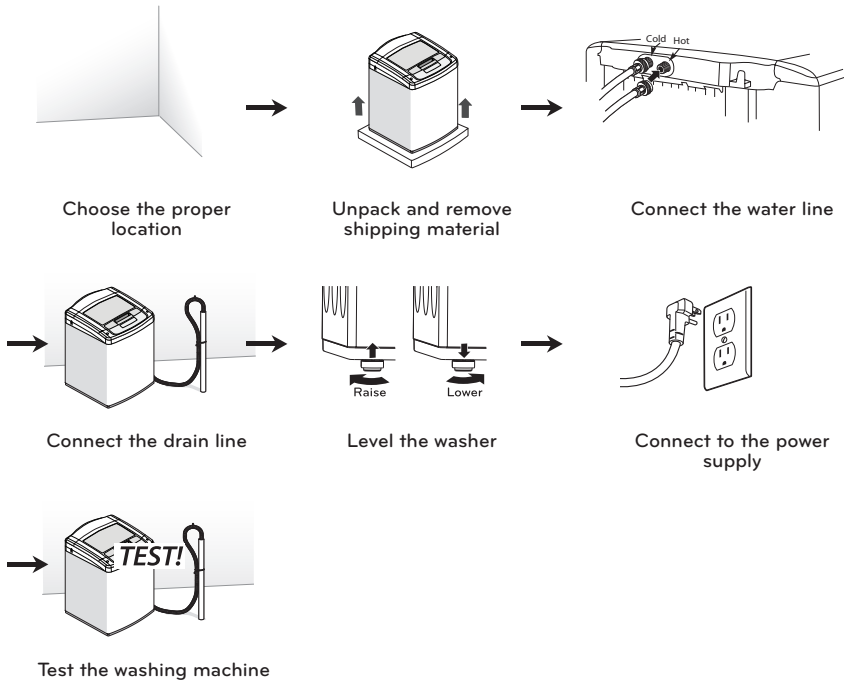 Cold Hot
Choose the proper
location
Unpack and remove
shipping material
Connect the water line
Connect the drain line
Raise
Lower
Level the washer
Connect to the power
supply
TEST!
Test the washing machine